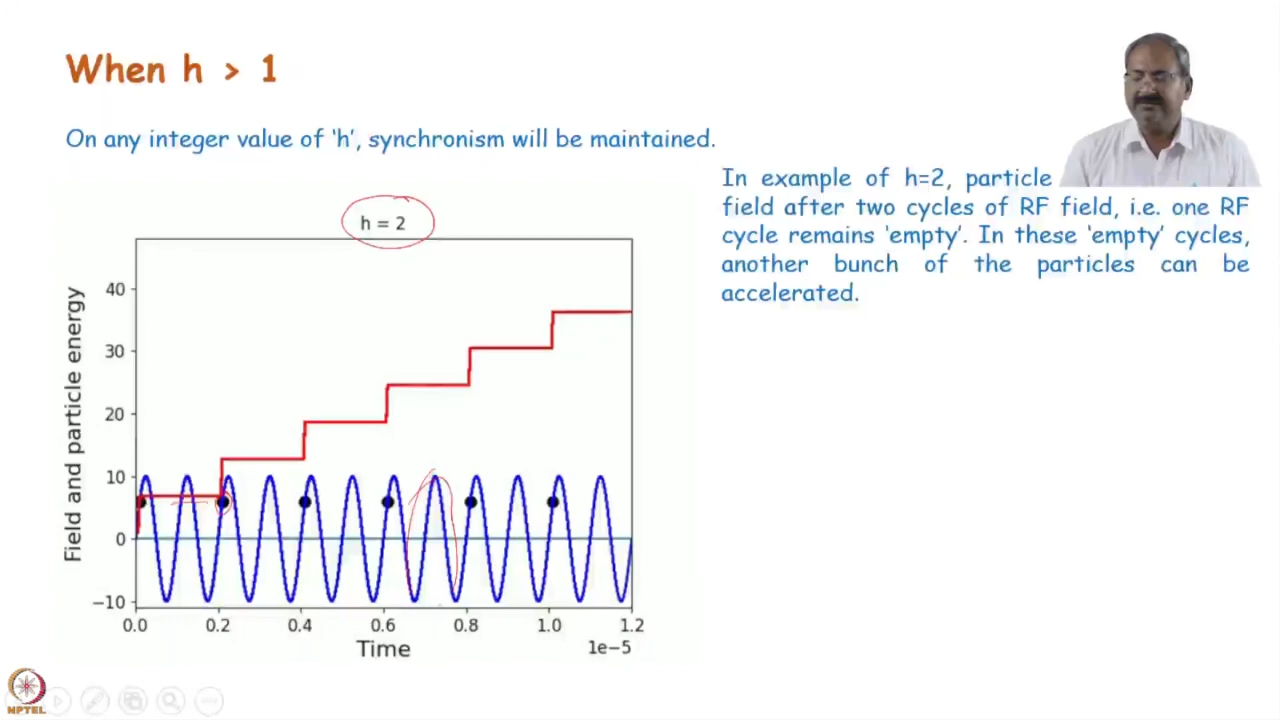 When h > 1
On any integer value of 'h', synchronism will be maintained.
In example of h=2, particle
field after two cycles of RF field, i.e. one RF
cycle remains 'empty'. In these 'empty' cycles,
another bunch of the particles can be
accelerated.
h = 2
Field and particle energy
40
30
20
10
0
−10
0.0 0.2 0.4 0.6 0.8 1.0 1.2
Time
1e−5
NPTEL